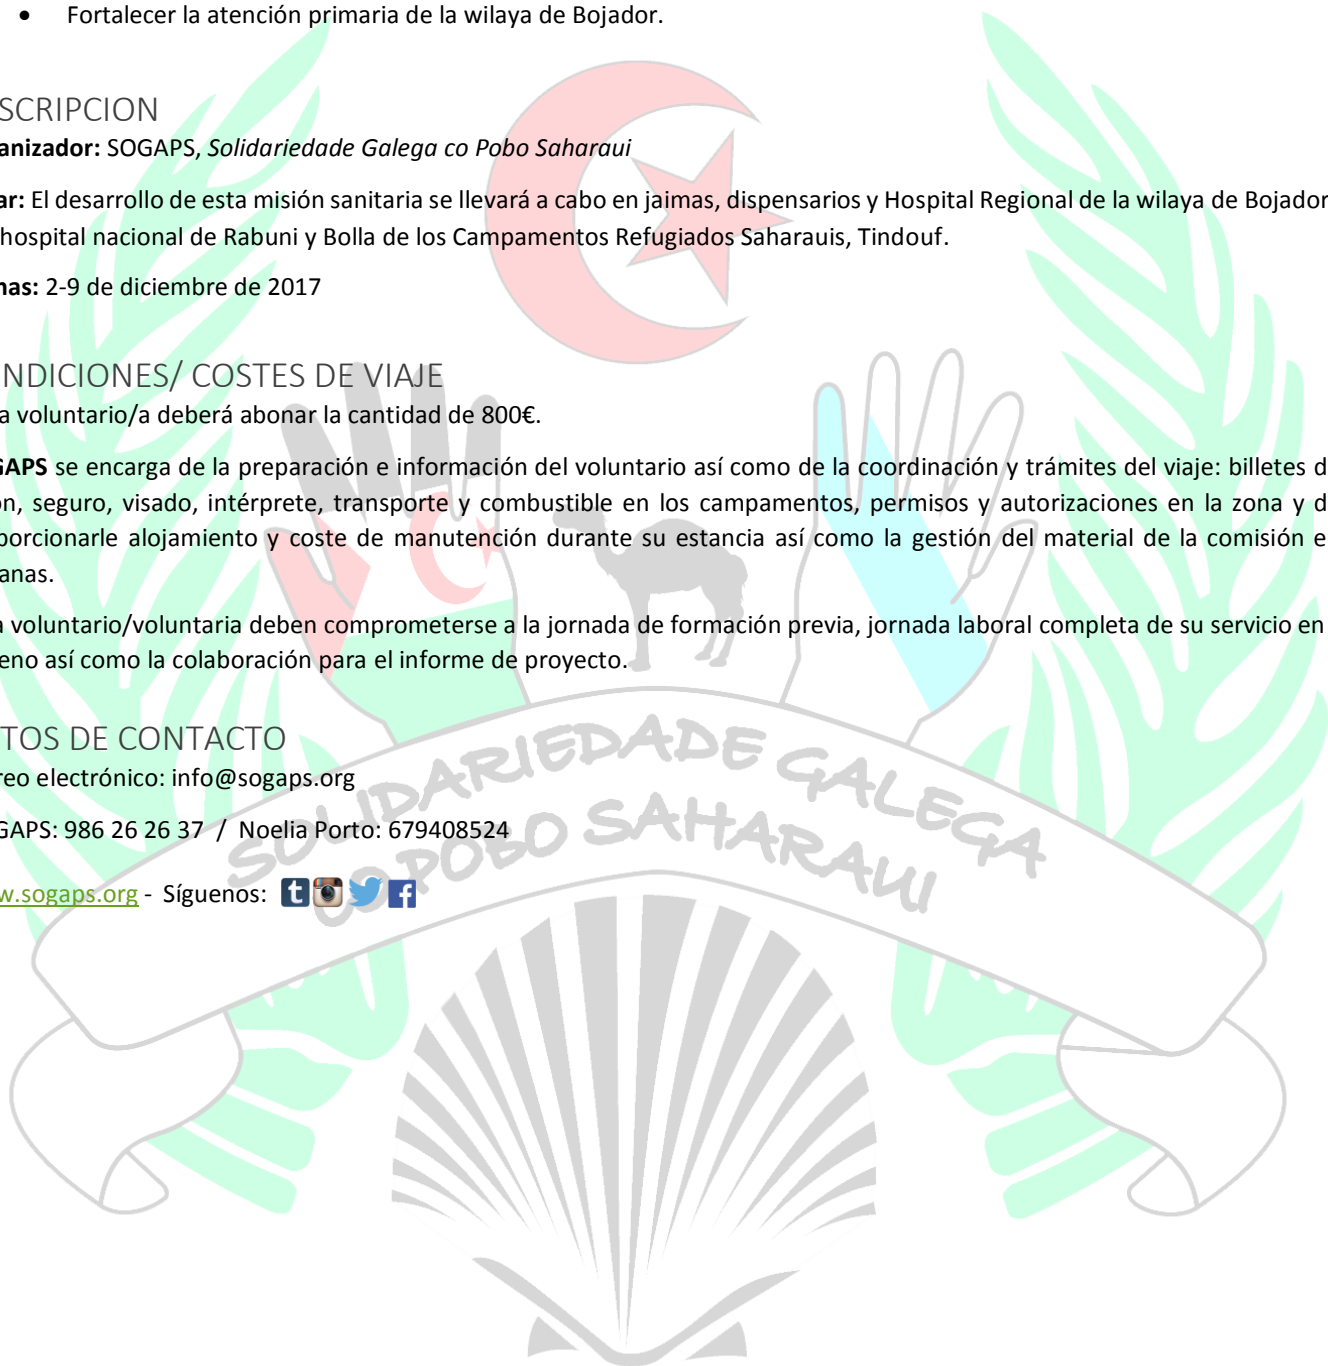 • Fortalecer la atención primaria de la wilaya de Bojador.
SCRIPCION
anizador: SOGAPS, Solidariedade Galega co Pobo Saharaui
ar: El desarrollo de esta misión sanitaria se llevará a cabo en jaimas, dispensarios y Hospital Regional de la wilaya de Bojador
hospital nacional de Rabuni y Bolla de los Campamentos Refugiados Saharauis, Tindouf.
has: 2-9 de diciembre de 2017
NDICIONES/ COSTES DE VIAJE
a voluntario/a deberá abonar la cantidad de 800€.
GAPS se encarga de la preparación e información del voluntario así como de la coordinación y trámites del viaje: billetes d
ón, seguro, visado, intérprete, transporte y combustible en los campamentos, permisos y autorizaciones en la zona y d
porcionarle alojamiento y coste de manutención durante su estancia así como la gestión del material de la comisión e
anas.
a voluntario/voluntaria deben comprometerse a la jornada de formación previa, jornada laboral completa de su servicio en
eno así como la colaboración para el informe de proyecto.
TOS DE CONTACTO
reo electrónico: info@sogaps.org
GAPS: 986 26 26 37 / Noelia Porto: 679408524
w.sogaps.org - Síguenos:
SOLIDARIEDADE GALEGA
CO POBO SAHARAUI